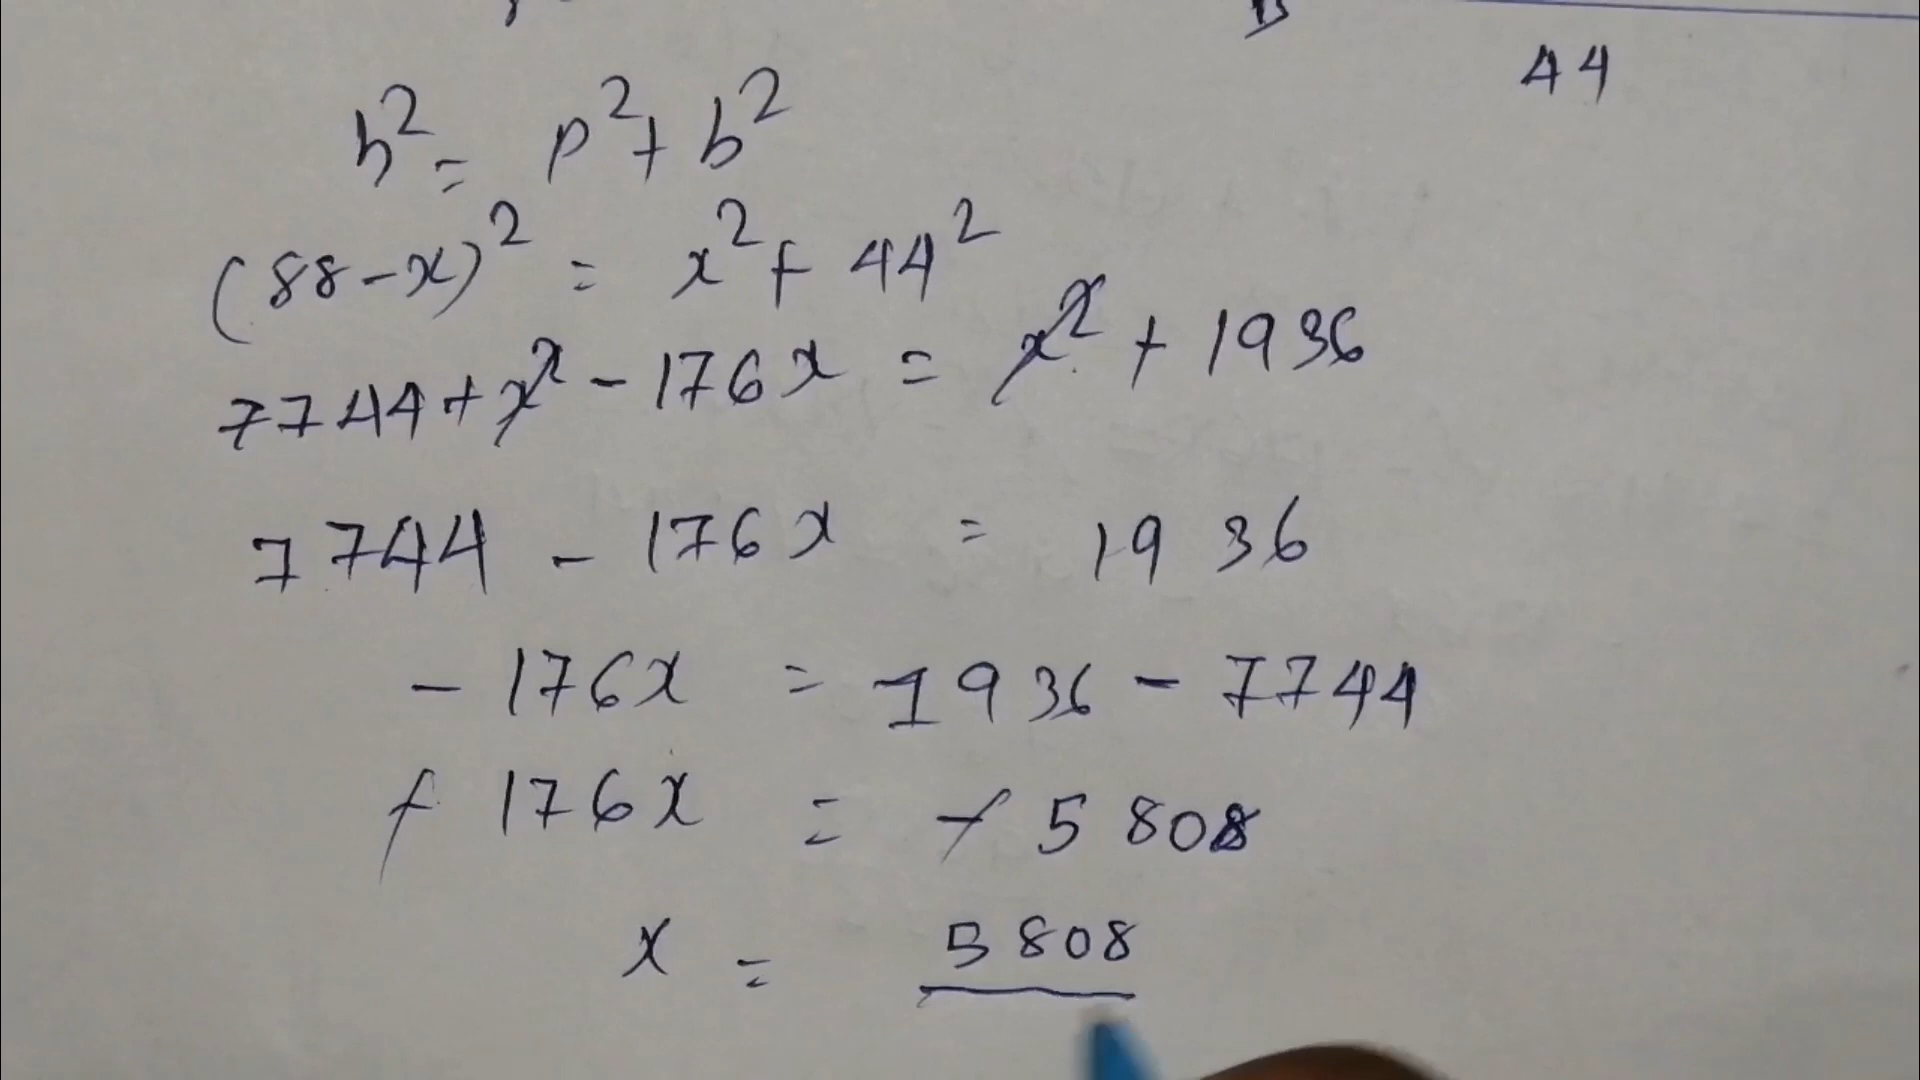 44
h² = p² + b²
(88-x)² = x² + 44²
7744 + x² - 176x = x² + 1936
7744 - 176x = 1936
- 176x = 1936 - 7744
- 176x = - 5808
x = 5808